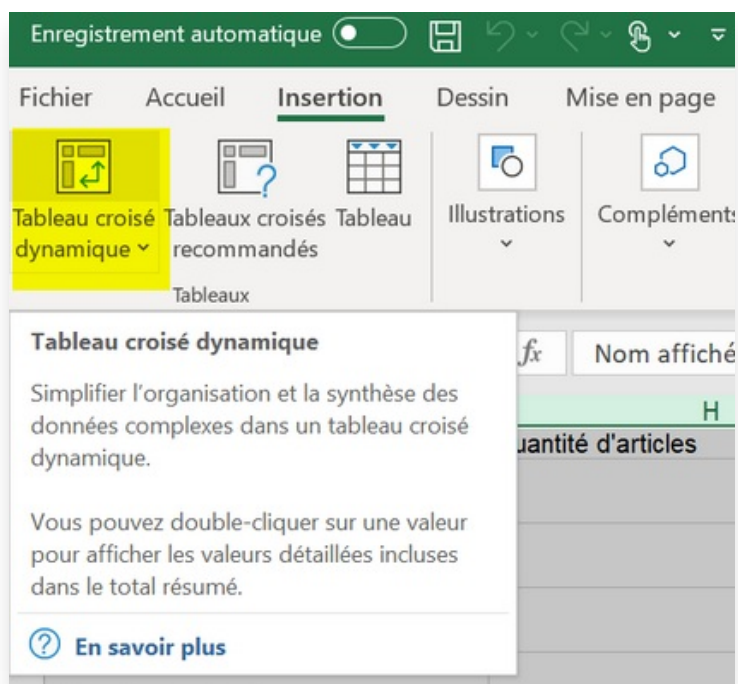 Enregistrement automatique
Fichier Accueil Insertion Dessin Mise en page
Tableau croisé dynamique
Tableaux croisés recommandés
Tableau
Illustrations
Compléments
Tableaux
Tableau croisé dynamique
fx Nom affiché
Simplifier l'organisation et la synthèse des
données complexes dans un tableau croisé
dynamique.
H
uantité d'articles
Vous pouvez double-cliquer sur une valeur
pour afficher les valeurs détaillées incluses
dans le total résumé.
En savoir plus